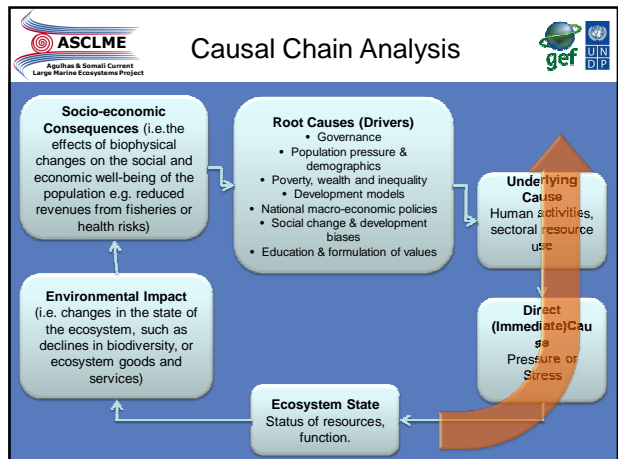 ASCLME
Agulhas & Somali Current
Large Marine Ecosystems Project
Causal Chain Analysis
gef
U N
D P
Socio-economic
Consequences (i.e.the
effects of biophysical
changes on the social and
economic well-being of the
population e.g. reduced
revenues from fisheries or
health risks)
Root Causes (Drivers)
• Governance
• Population pressure &
demographics
• Poverty, wealth and inequality
• Development models
• National macro-economic policies
• Social change & development
biases
• Education & formulation of values
Underlying
Cause
Human activities,
sectoral resource
use
Direct
(Immediate)Cau
se
Pressure or
Stress
Ecosystem State
Status of resources,
function.
Environmental Impact
(i.e. changes in the state of
the ecosystem, such as
declines in biodiversity, or
ecosystem goods and
services)